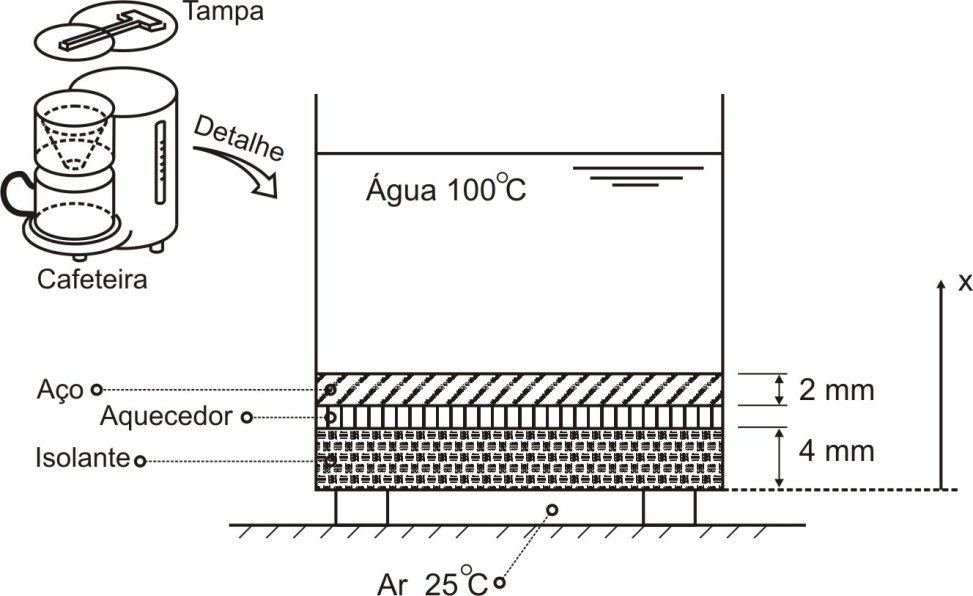 Tampa
Detalhe
Água 100°C
Cafeteira
x
Aço
2 mm
Aquecedor
Isolante
4 mm
Ar 25°C